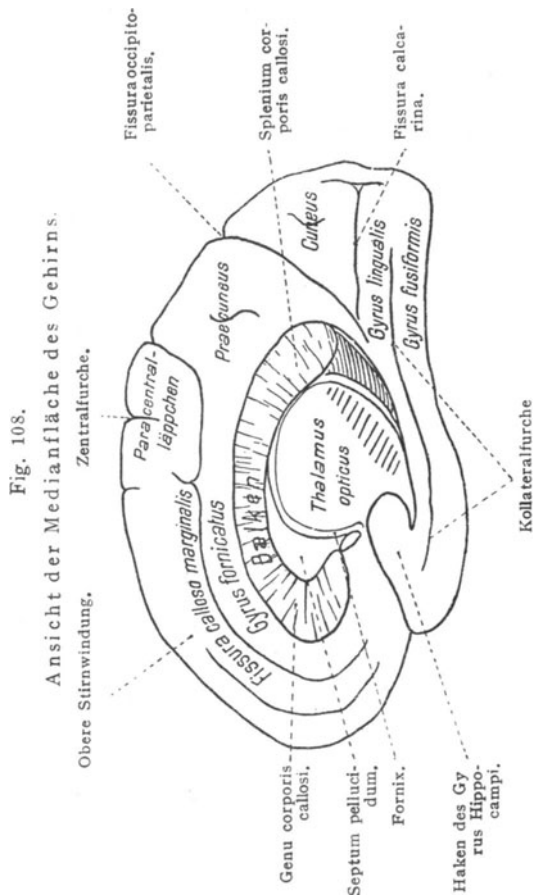 Fig. 108.
Ansicht der Medianfläche des Gehirns.
Obere Stirnwindung.
Zentralfurche.
Fissura occipito-
parietalis.
Splenium cor-
poris callosi.
Fissura calca-
rina.
Paracentral-
läppchen
Praecuneus
Cuneus
Fissura calloso marginalis
Gyrus fornicatus
Balken
Thalamus
opticus
Gyrus lingualis
Gyrus fusiformis
Genu corporis
callosi.
Septum pelluci-
dum.
Fornix.
Haken des Gy
rus Hippo-
campi.
Kollateralfurche